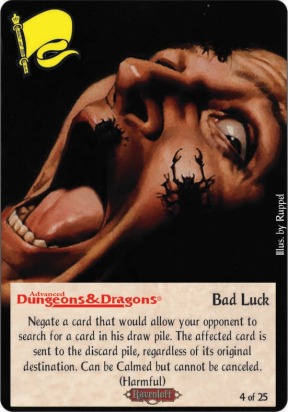 Illus. by Ruppel
Advanced
Dungeons&Dragons®
Bad Luck
Negate a card that would allow your opponent to
search for a card in his draw pile. The affected card is
sent to the discard pile, regardless of its original
destination. Can be Calmed but cannot be canceled.
(Harmful)
Ravenloft
4 of 25